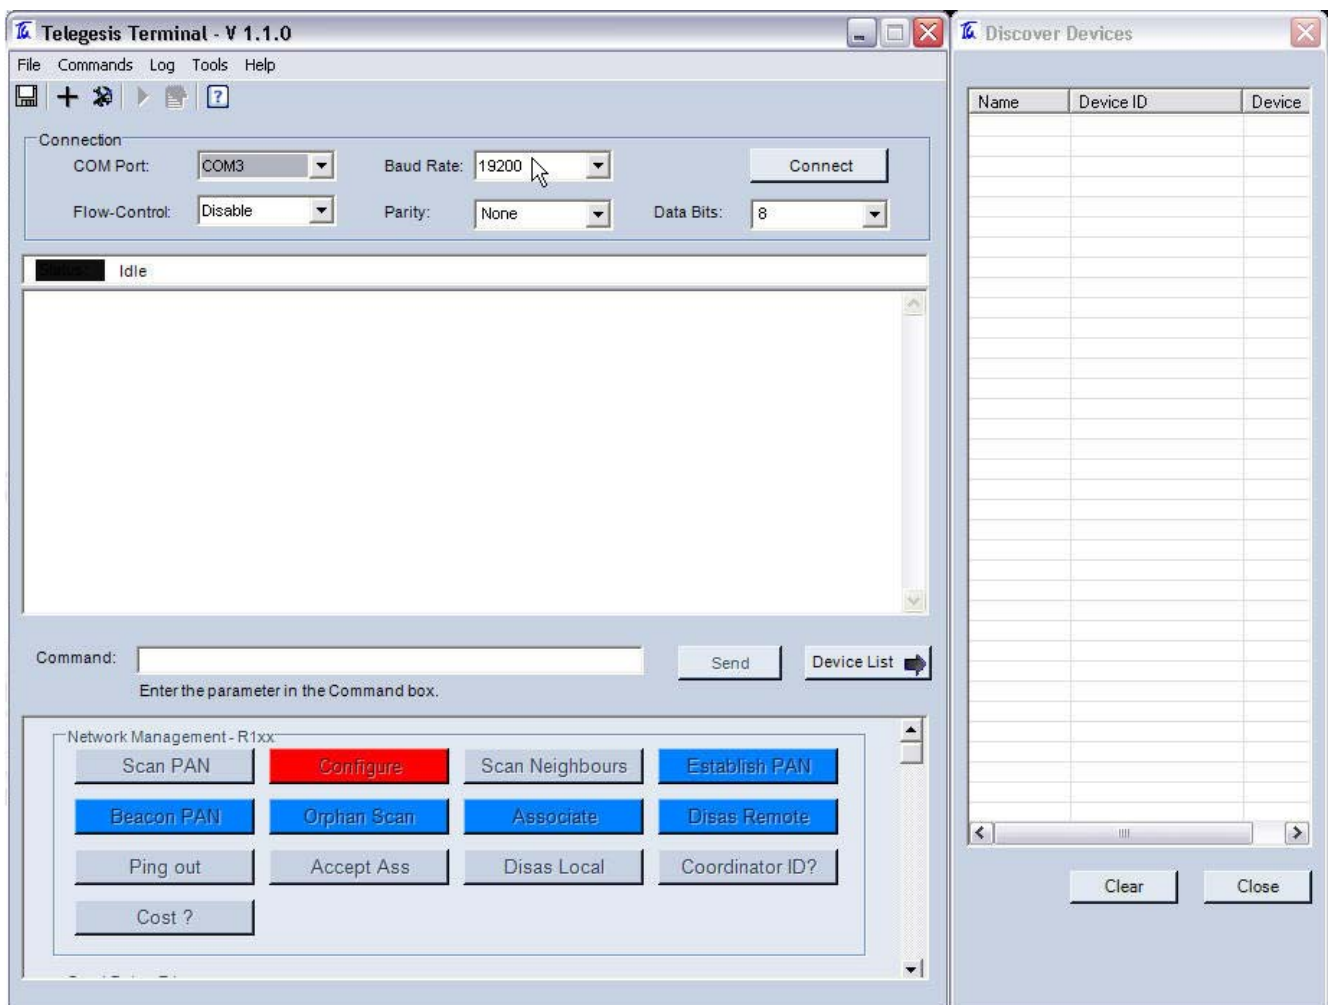 Telegesis Terminal - V 1.1.0
File Commands Log Tools Help
Connection
COM Port: COM3 Baud Rate: 19200 Connect
Flow-Control: Disable Parity: None Data Bits: 8
Status: Idle
Command: Send Device List
Enter the parameter in the Command box.
Network Management - R1xx
Scan PAN Configure Scan Neighbours Establish PAN
Beacon PAN Orphan Scan Associate Disas Remote
Ping out Accept Ass Disas Local Coordinator ID?
Cost ?
Discover Devices
Name Device ID Device
Clear Close